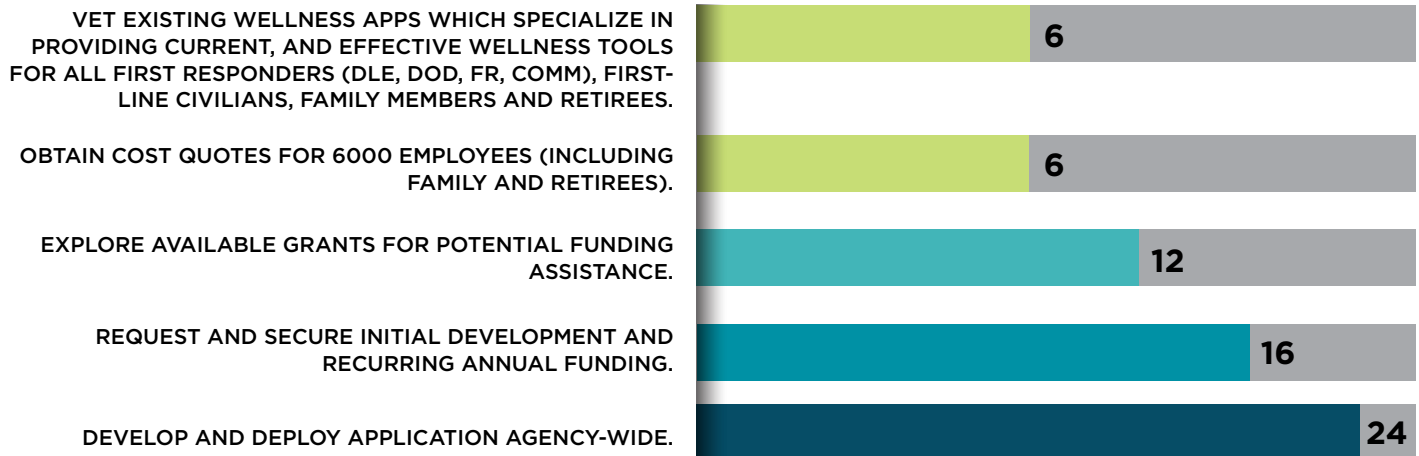 VET EXISTING WELLNESS APPS WHICH SPECIALIZE IN
PROVIDING CURRENT, AND EFFECTIVE WELLNESS TOOLS
FOR ALL FIRST RESPONDERS (DLE, DOD, FR, COMM), FIRST-
LINE CIVILIANS, FAMILY MEMBERS AND RETIREES.
6
OBTAIN COST QUOTES FOR 6000 EMPLOYEES (INCLUDING
FAMILY AND RETIREES).
6
EXPLORE AVAILABLE GRANTS FOR POTENTIAL FUNDING
ASSISTANCE.
12
REQUEST AND SECURE INITIAL DEVELOPMENT AND
RECURRING ANNUAL FUNDING.
16
DEVELOP AND DEPLOY APPLICATION AGENCY-WIDE.
24